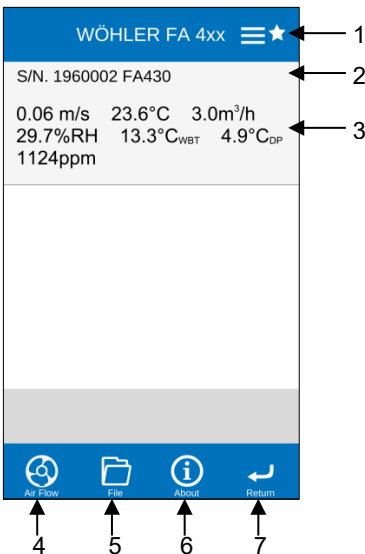 WÖHLER FA 4xx
1
S/N. 1960002 FA430
2
0.06 m/s 23.6°C 3.0m³/h
3
29.7%RH 13.3°CWBT 4.9°CDP
1124ppm
Air Flow File About Return
4 5 6 7